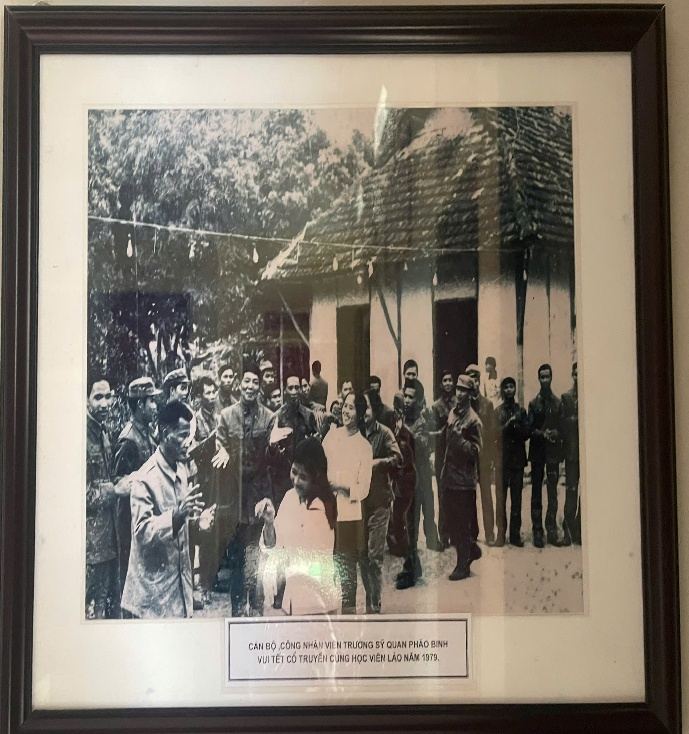 CÁN BỘ ,CÔNG NHÂN VIÊN TRƯỜNG SỸ QUAN PHÁO BINH
VUI TẾT CỔ TRUYỀN CÙNG HỌC VIÊN LÀO NĂM 1979.